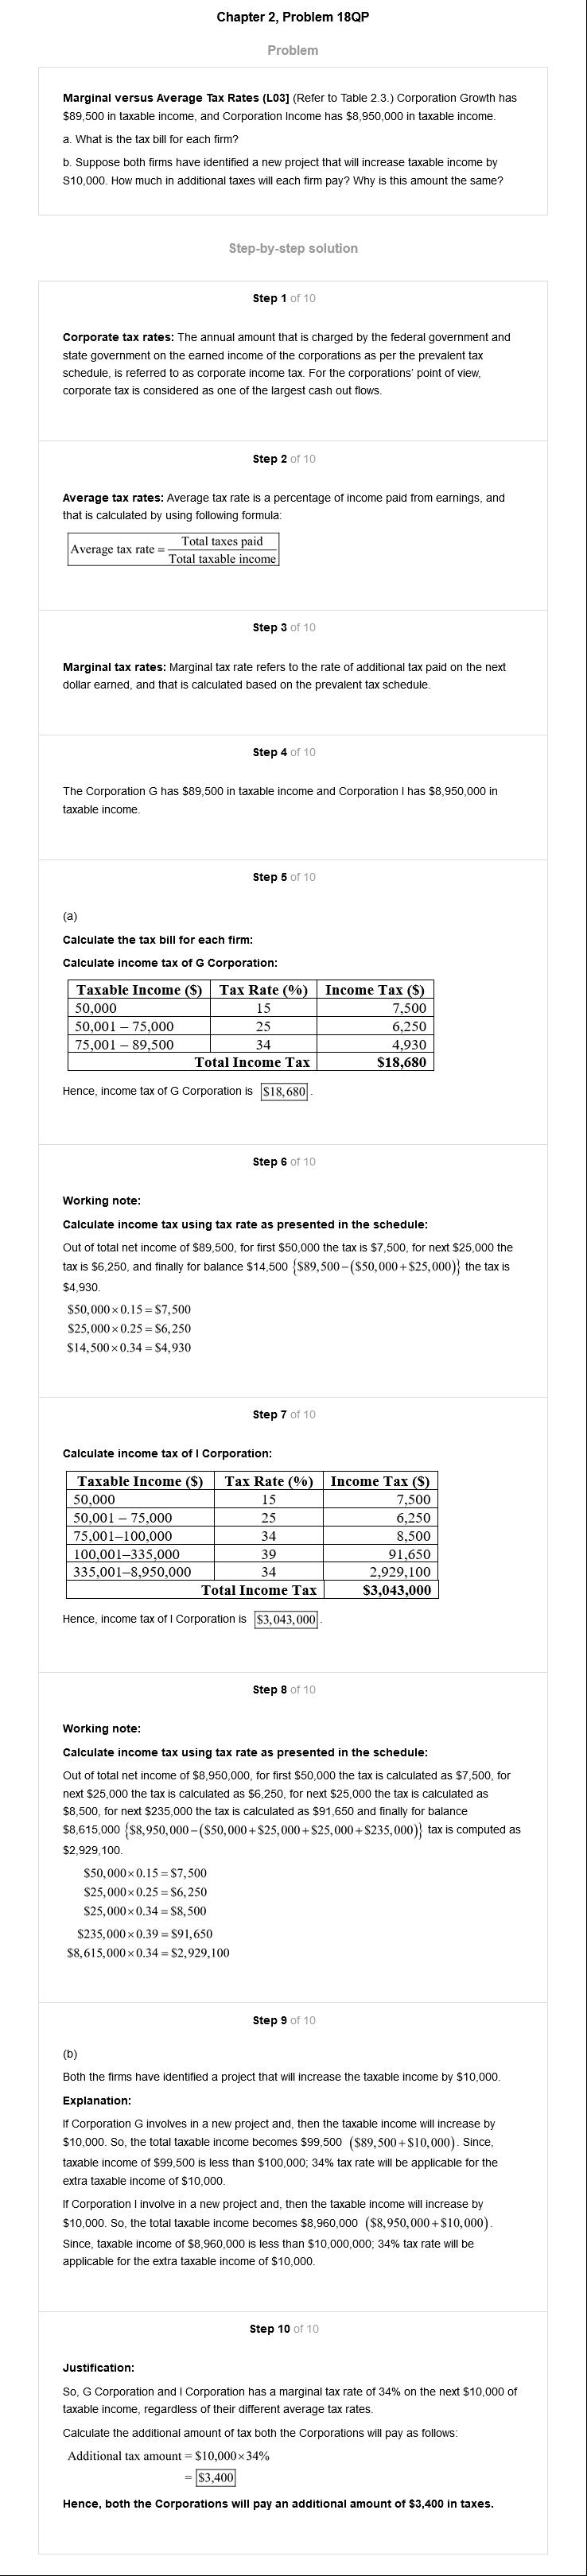 Chapter 2, Problem 18QP
Problem
Marginal versus Average Tax Rates (L03] (Refer to Table 2.3.) Corporation Growth has
$89,500 in taxable income, and Corporation Income has $8,950,000 in taxable income.
a. What is the tax bill for each firm?
b. Suppose both firms have identified a new project that will increase taxable income by
S10,000. How much in additional taxes will each firm pay? Why is this amount the same?
Step-by-step solution
Step 1 of 10
Corporate tax rates: The annual amount that is charged by the federal government and
state government on the earned income of the corporations as per the prevalent tax
schedule, is referred to as corporate income tax. For the corporations' point of view,
corporate tax is considered as one of the largest cash out flows.
Step 2 of 10
Average tax rates: Average tax rate is a percentage of income paid from earnings, and
that is calculated by using following formula:
Average tax rate = Total taxes paid / Total taxable income
Step 3 of 10
Marginal tax rates: Marginal tax rate refers to the rate of additional tax paid on the next
dollar earned, and that is calculated based on the prevalent tax schedule.
Step 4 of 10
The Corporation G has $89,500 in taxable income and Corporation I has $8,950,000 in
taxable income.
Step 5 of 10
(a)
Calculate the tax bill for each firm:
Calculate income tax of G Corporation:
Taxable Income ($) Tax Rate (%) Income Tax ($)
50,000 15 7,500
50,001 – 75,000 25 6,250
75,001 – 89,500 34 4,930
Total Income Tax $18,680
Hence, income tax of G Corporation is $18,680.
Step 6 of 10
Working note:
Calculate income tax using tax rate as presented in the schedule:
Out of total net income of $89,500, for first $50,000 the tax is $7,500, for next $25,000 the
tax is $6,250, and finally for balance $14,500 {$89,500−($50,000+$25,000)} the tax is
$4,930.
$50,000×0.15 = $7,500
$25,000×0.25 = $6,250
$14,500×0.34 = $4,930
Step 7 of 10
Calculate income tax of I Corporation:
Taxable Income ($) Tax Rate (%) Income Tax ($)
50,000 15 7,500
50,001 – 75,000 25 6,250
75,001–100,000 34 8,500
100,001–335,000 39 91,650
335,001–8,950,000 34 2,929,100
Total Income Tax $3,043,000
Hence, income tax of I Corporation is $3,043,000.
Step 8 of 10
Working note:
Calculate income tax using tax rate as presented in the schedule:
Out of total net income of $8,950,000, for first $50,000 the tax is calculated as $7,500, for
next $25,000 the tax is calculated as $6,250, for next $25,000 the tax is calculated as
$8,500, for next $235,000 the tax is calculated as $91,650 and finally for balance
$8,615,000 {$8,950,000−($50,000+$25,000+$25,000+$235,000)} tax is computed as
$2,929,100.
$50,000×0.15 = $7,500
$25,000×0.25 = $6,250
$25,000×0.34 = $8,500
$235,000×0.39 = $91,650
$8,615,000×0.34 = $2,929,100
Step 9 of 10
(b)
Both the firms have identified a project that will increase the taxable income by $10,000.
Explanation:
If Corporation G involves in a new project and, then the taxable income will increase by
$10,000. So, the total taxable income becomes $99,500 ($89,500+$10,000). Since,
taxable income of $99,500 is less than $100,000; 34% tax rate will be applicable for the
extra taxable income of $10,000.
If Corporation I involve in a new project and, then the taxable income will increase by
$10,000. So, the total taxable income becomes $8,960,000 ($8,950,000+$10,000).
Since, taxable income of $8,960,000 is less than $10,000,000; 34% tax rate will be
applicable for the extra taxable income of $10,000.
Step 10 of 10
Justification:
So, G Corporation and I Corporation has a marginal tax rate of 34% on the next $10,000 of
taxable income, regardless of their different average tax rates.
Calculate the additional amount of tax both the Corporations will pay as follows:
Additional tax amount = $10,000×34%
= $3,400
Hence, both the Corporations will pay an additional amount of $3,400 in taxes.